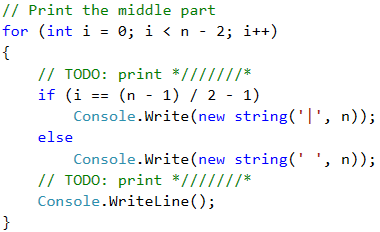 // Print the middle part
for (int i = 0; i < n - 2; i++)
{
    // TODO: print *///////*
    if (i == (n - 1) / 2 - 1)
        Console.Write(new string('|', n));
    else
        Console.Write(new string(' ', n));
    // TODO: print *///////*
    Console.WriteLine();
}